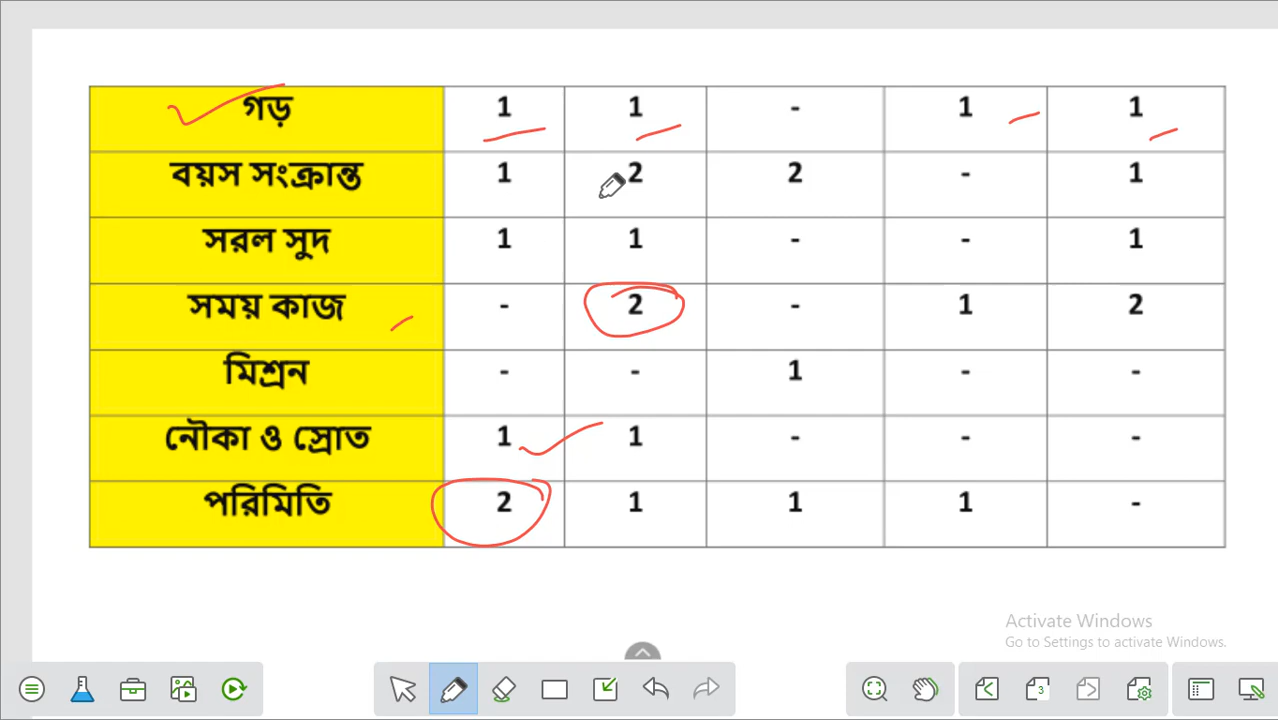 গড় 1 1 - 1 1
বয়স সংক্রান্ত 1 2 2 - 1
সরল সুদ 1 1 - - 1
সময় কাজ - 2 - 1 2
মিশ্রন - - 1 - -
নৌকা ও স্রোত 1 1 - - -
পরিমিতি 2 1 1 1 -
Activate Windows
Go to Settings to activate Windows.
3